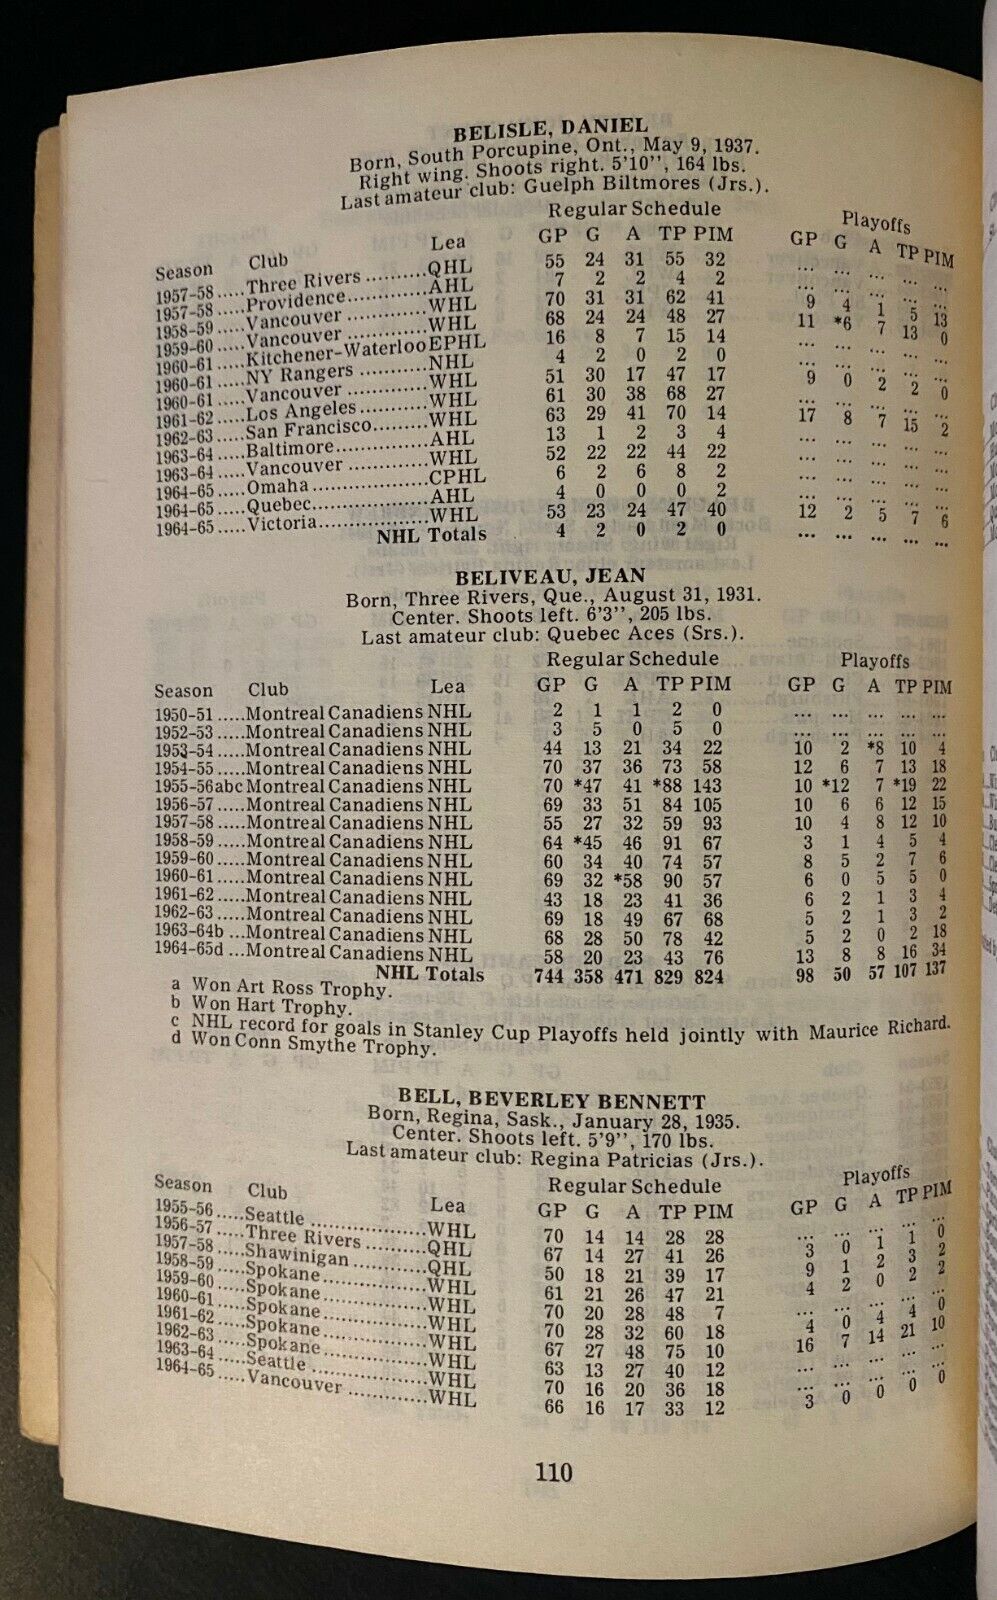 BELISLE, DANIEL
Born, South Porcupine, Ont., May 9, 1937.
Right wing. Shoots right. 5'10'', 164 lbs.
Last amateur club: Guelph Biltmores (Jrs.).
Regular Schedule Playoffs
Season Club Lea GP G A TP PIM GP G A TP PIM
1957-58 .....Three Rivers ..........QHL 55 24 31 55 32 ... ... ... ... ...
1957-58 .....Providence.............AHL 7 2 2 4 2 ... ... ... ... ...
1958-59 .....Vancouver .............WHL 70 31 31 62 41 9 4 1 5 13
1959-60 .....Vancouver .............WHL 68 24 24 48 27 11 *6 7 13 0
1960-61 .....Kitchener-Waterloo EPHL 16 8 7 15 14 ... ... ... ... ...
1960-61 .....NY Rangers ...........NHL 4 2 0 2 0 ... ... ... ... ...
1960-61 .....Vancouver .............WHL 51 30 17 47 17 9 0 2 2 0
1961-62 .....Los Angeles ...........WHL 61 30 38 68 27 ... ... ... ... ...
1962-63 .....San Francisco.........WHL 63 29 41 70 14 17 8 7 15 2
1963-64 .....Baltimore ..............AHL 13 1 2 3 4 ... ... ... ... ...
1963-64 .....Vancouver .............WHL 52 22 22 44 22 ... ... ... ... ...
1964-65 .....Omaha ..................CPHL 6 2 6 8 2 ... ... ... ... ...
1964-65 .....Quebec..................AHL 4 0 0 0 2 ... ... ... ... ...
1964-65 .....Victoria.................WHL 53 23 24 47 40 12 2 5 7 6
NHL Totals 4 2 0 2 0 ... ... ... ... ...
BELIVEAU, JEAN
Born, Three Rivers, Que., August 31, 1931.
Center. Shoots left. 6'3'', 205 lbs.
Last amateur club: Quebec Aces (Srs.).
Regular Schedule Playoffs
Season Club Lea GP G A TP PIM GP G A TP PIM
1950-51 .....Montreal Canadiens NHL 2 1 1 2 0 ... ... ... ... ...
1952-53 .....Montreal Canadiens NHL 3 5 0 5 0 ... ... ... ... ...
1953-54 .....Montreal Canadiens NHL 44 13 21 34 22 10 2 *8 10 4
1954-55 .....Montreal Canadiens NHL 70 37 36 73 58 12 6 7 13 18
1955-56abc Montreal Canadiens NHL 70 *47 41 *88 143 10 *12 7 *19 22
1956-57 .....Montreal Canadiens NHL 69 33 51 84 105 10 6 6 12 15
1957-58 .....Montreal Canadiens NHL 55 27 32 59 93 10 4 8 12 10
1958-59 .....Montreal Canadiens NHL 64 *45 46 91 67 3 1 4 5 4
1959-60 .....Montreal Canadiens NHL 60 34 40 74 57 8 5 2 7 6
1960-61 .....Montreal Canadiens NHL 69 32 *58 90 57 6 0 5 5 0
1961-62 .....Montreal Canadiens NHL 43 18 23 41 36 6 2 1 3 4
1962-63 .....Montreal Canadiens NHL 69 18 49 67 68 5 2 1 3 2
1963-64b ...Montreal Canadiens NHL 68 28 50 78 42 5 2 0 2 18
1964-65d ...Montreal Canadiens NHL 58 20 23 43 76 13 8 8 16 34
NHL Totals 744 358 471 829 824 98 50 57 107 137
a Won Art Ross Trophy.
b Won Hart Trophy.
c NHL record for goals in Stanley Cup Playoffs held jointly with Maurice Richard.
d Won Conn Smythe Trophy.
BELL, BEVERLEY BENNETT
Born, Regina, Sask., January 28, 1935.
Center. Shoots left. 5'9'', 170 lbs.
Last amateur club: Regina Patricias (Jrs.).
Regular Schedule Playoffs
Season Club Lea GP G A TP PIM GP G A TP PIM
1955-56 .....Seattle .................WHL 70 14 14 28 28 ... ... ... ... ...
1956-57 .....Three Rivers ..........QHL 67 14 27 41 26 3 0 1 1 0
1957-58 .....Shawinigan ............QHL 50 18 21 39 17 9 1 2 3 2
1958-59 .....Spokane.................WHL 61 21 26 47 21 4 2 0 2 2
1959-60 .....Spokane.................WHL 70 20 28 48 7 ... ... ... ... ...
1960-61 .....Spokane.................WHL 70 28 32 60 18 4 0 4 4 0
1961-62 .....Spokane.................WHL 67 27 48 75 10 16 7 14 21 10
1962-63 .....Spokane.................WHL 63 13 27 40 12 ... ... ... ... ...
1963-64 .....Seattle .................WHL 70 16 20 36 18 ... ... ... ... ...
1964-65 .....Vancouver .............WHL 66 16 17 33 12 3 0 0 0 0
110